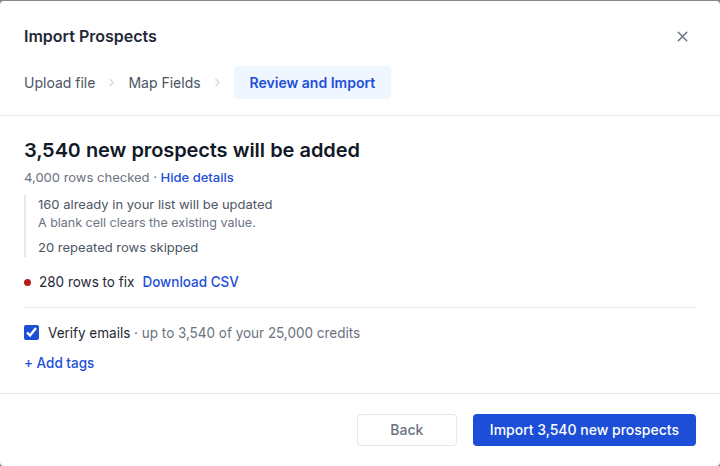 Import Prospects
Upload file
Map Fields
Review and Import
3,540 new prospects will be added
4,000 rows checked · Hide details
160 already in your list will be updated
A blank cell clears the existing value.
20 repeated rows skipped
280 rows to fix Download CSV
Verify emails · up to 3,540 of your 25,000 credits
+ Add tags
Back
Import 3,540 new prospects